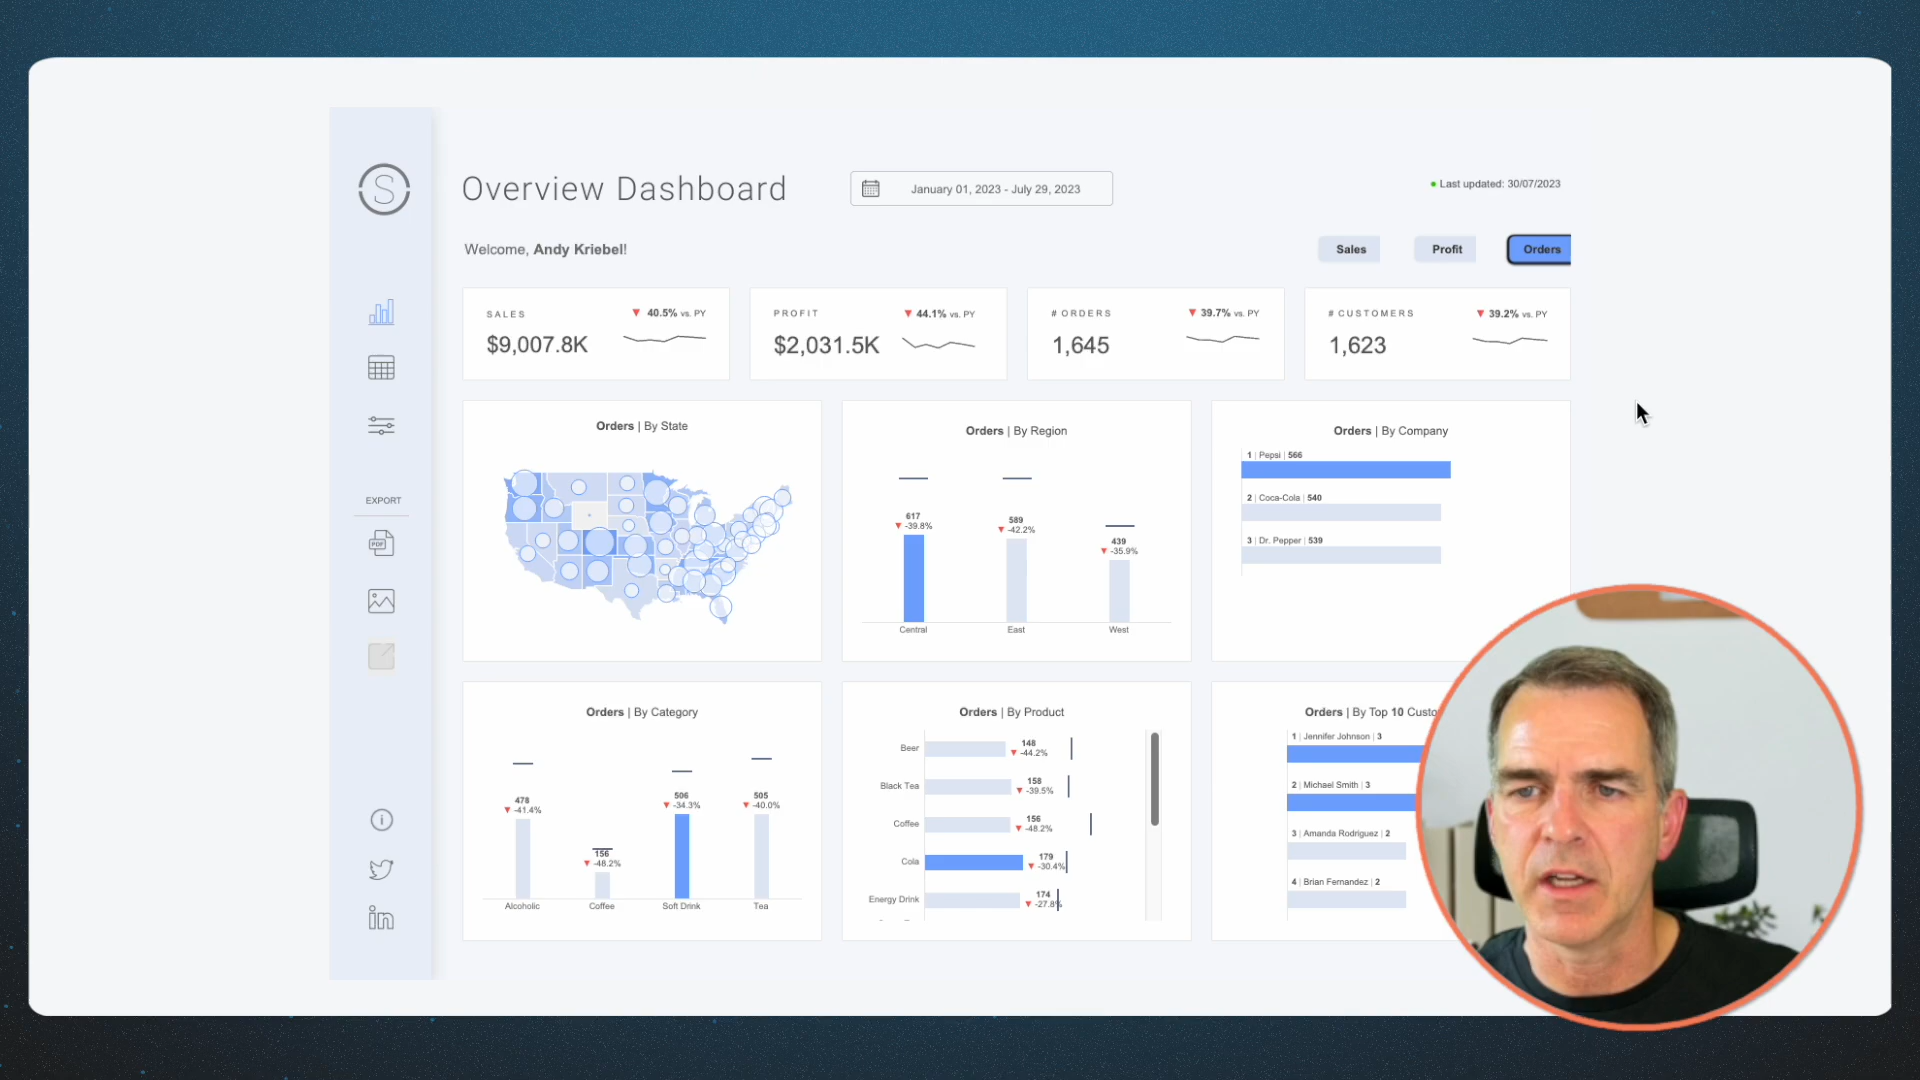 S
Overview Dashboard
January 01, 2023 - July 29, 2023
Last updated: 30/07/2023
Welcome, Andy Kriebel!
Sales
Profit
Orders
SALES
▼ 40.5% vs. PY
$9,007.8K
PROFIT
▼ 44.1% vs. PY
$2,031.5K
# ORDERS
▼ 39.7% vs. PY
1,645
# CUSTOMERS
▼ 39.2% vs. PY
1,623
EXPORT
PDF
Orders | By State
Orders | By Region
617
▼ -39.8%
589
▼ -42.2%
439
▼ -35.9%
Central
East
West
Orders | By Company
1 | Pepsi | 566
2 | Coca-Cola | 540
3 | Dr. Pepper | 539
Orders | By Category
478
▼ -41.4%
156
▼ -48.2%
506
▼ -34.3%
505
▼ -40.0%
Alcoholic
Coffee
Soft Drink
Tea
Orders | By Product
Beer
148
▼ -44.2%
Black Tea
158
▼ -39.5%
Coffee
156
▼ -48.2%
Cola
179
▼ -30.4%
Energy Drink
174
▼ -27.8%
Orders | By Top 10 Custo
1 | Jennifer Johnson | 3
2 | Michael Smith | 3
3 | Amanda Rodriguez | 2
4 | Brian Fernandez | 2
in